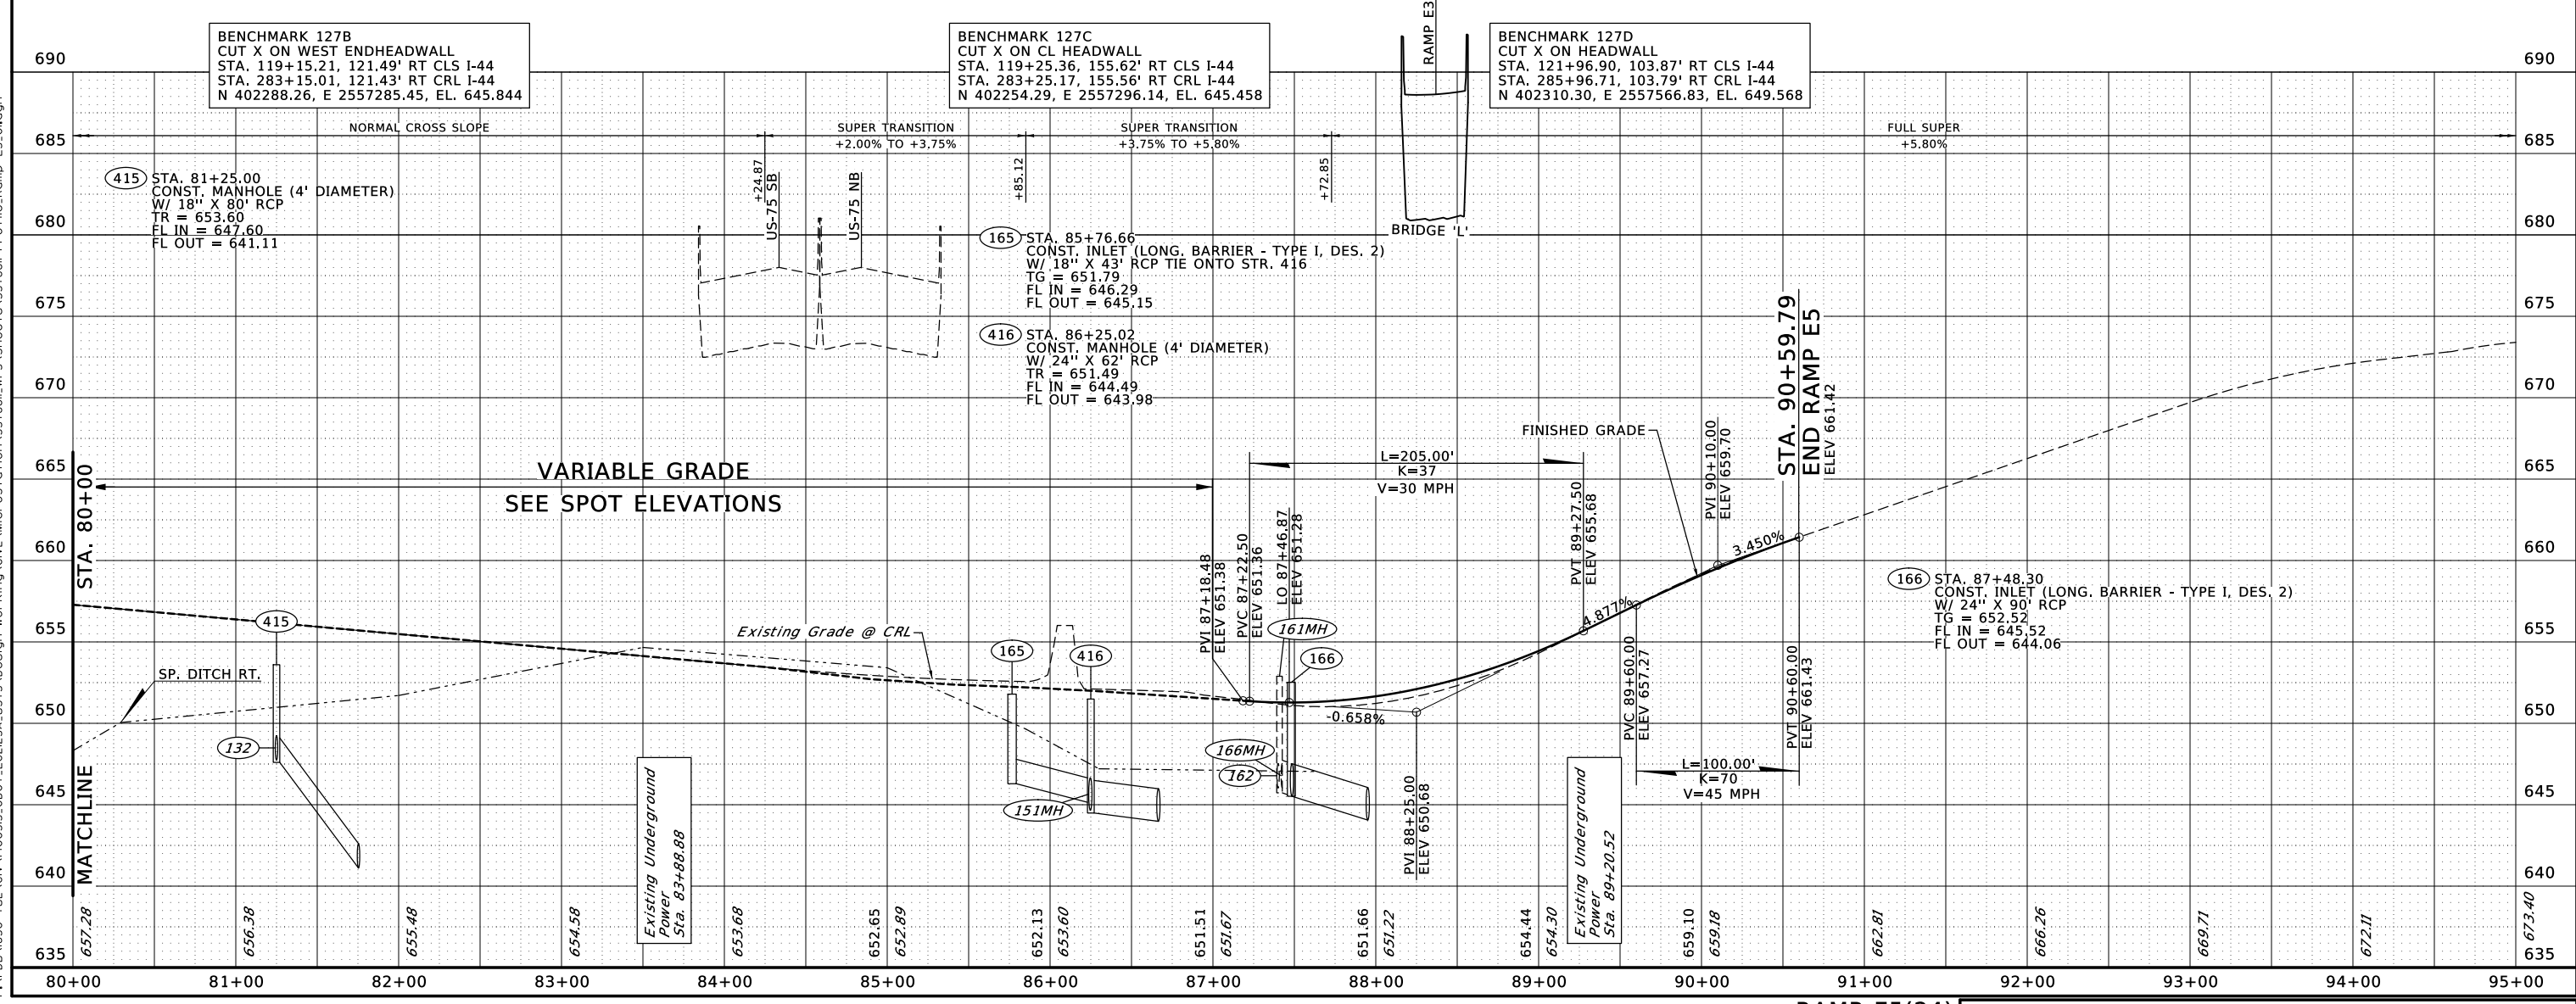 RAMP E3
BENCHMARK 127B
CUT X ON WEST ENDHEADWALL
STA. 119+15.21, 121.49' RT CLS I-44
STA. 283+15.01, 121.43' RT CRL I-44
N 402288.26, E 2557285.45, EL. 645.844
BENCHMARK 127C
CUT X ON CL HEADWALL
STA. 119+25.36, 155.62' RT CLS I-44
STA. 283+25.17, 155.56' RT CRL I-44
N 402254.29, E 2557296.14, EL. 645.458
BENCHMARK 127D
CUT X ON HEADWALL
STA. 121+96.90, 103.87' RT CLS I-44
STA. 285+96.71, 103.79' RT CRL I-44
N 402310.30, E 2557566.83, EL. 649.568
690
685
680
675
670
665
660
655
650
645
640
635
690
685
680
675
670
665
660
655
650
645
640
635
NORMAL CROSS SLOPE
SUPER TRANSITION
+2.00% TO +3.75%
SUPER TRANSITION
+3.75% TO +5.80%
FULL SUPER
+5.80%
+24.87
+85.12
+72.85
US-75 SB
US-75 NB
BRIDGE 'L'
415
STA. 81+25.00
CONST. MANHOLE (4' DIAMETER)
W/ 18" X 80' RCP
TR = 653.60
FL IN = 647.60
FL OUT = 641.11
165
STA. 85+76.66
CONST. INLET (LONG. BARRIER - TYPE I, DES. 2)
W/ 18" X 43' RCP TIE ONTO STR. 416
TG = 651.79
FL IN = 646.29
FL OUT = 645.15
416
STA. 86+25.02
CONST. MANHOLE (4' DIAMETER)
W/ 24" X 62' RCP
TR = 651.49
FL IN = 644.49
FL OUT = 643.98
166
STA. 87+48.30
CONST. INLET (LONG. BARRIER - TYPE I, DES. 2)
W/ 24" X 90' RCP
TG = 652.52
FL IN = 645.52
FL OUT = 644.06
MATCHLINE STA. 80+00
VARIABLE GRADE
SEE SPOT ELEVATIONS
FINISHED GRADE
L=205.00'
K=37
V=30 MPH
STA. 90+59.79
END RAMP E5
ELEV 661.42
PVI 87+18.48
ELEV 651.38
PVC 87+22.50
ELEV 651.36
LO 87+46.87
ELEV 651.28
PVT 89+27.50
ELEV 655.68
PVI 90+10.00
ELEV 659.70
3.450%
4.877%
-0.658%
PVI 88+25.00
ELEV 650.68
PVC 89+60.00
ELEV 657.27
PVT 90+60.00
ELEV 661.43
L=100.00'
K=70
V=45 MPH
Existing Grade @ CRL
SP. DITCH RT.
415
132
165
416
151MH
161MH
166
166MH
162
Existing Underground
Power
Sta. 83+88.88
Existing Underground
Power
Sta. 89+20.52
657.28
656.38
655.48
654.58
653.68
652.65
652.89
652.13
653.60
651.51
651.67
651.66
651.22
654.44
654.30
659.10
659.18
662.81
666.26
669.71
672.11
673.40
80+00
81+00
82+00
83+00
84+00
85+00
86+00
87+00
88+00
89+00
90+00
91+00
92+00
93+00
94+00
95+00